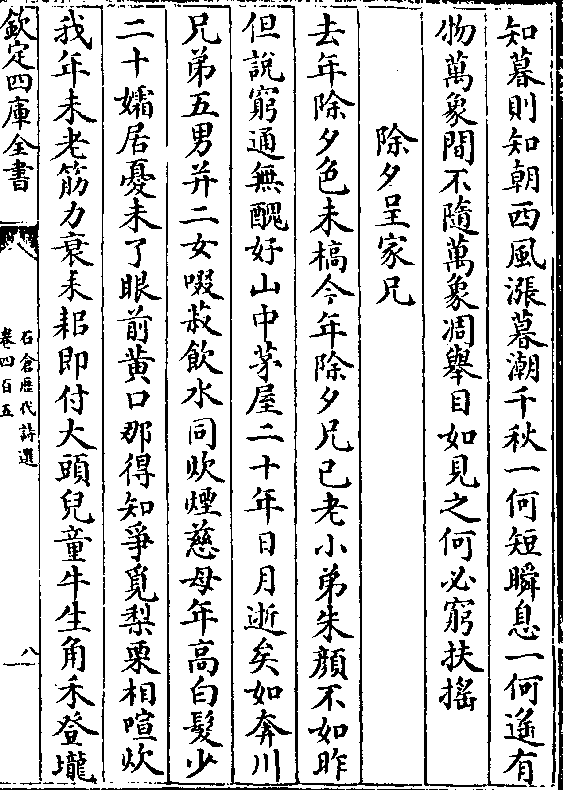 知暮則知朝西風漲暮潮千秋一何短瞬息一何遙有
物萬象間不隨萬象凋舉目如見之何必窮扶搖
除夕呈家兄
去年除夕色未槁今年除夕兄已老小弟朱顏不如昨
但說窮通無醜好山中茅屋二十年日月逝矣如奔川
兄弟五男并二女啜菽飲水同炊煙慈母年高白髮少
二十孀居憂未了眼前黄口那得知爭覓梨栗相喧炊
我年未老筋力衰耒耜即付大頭兒童牛生角禾登壠
欽定四庫全書
石倉歷代詩選
卷四百五
八